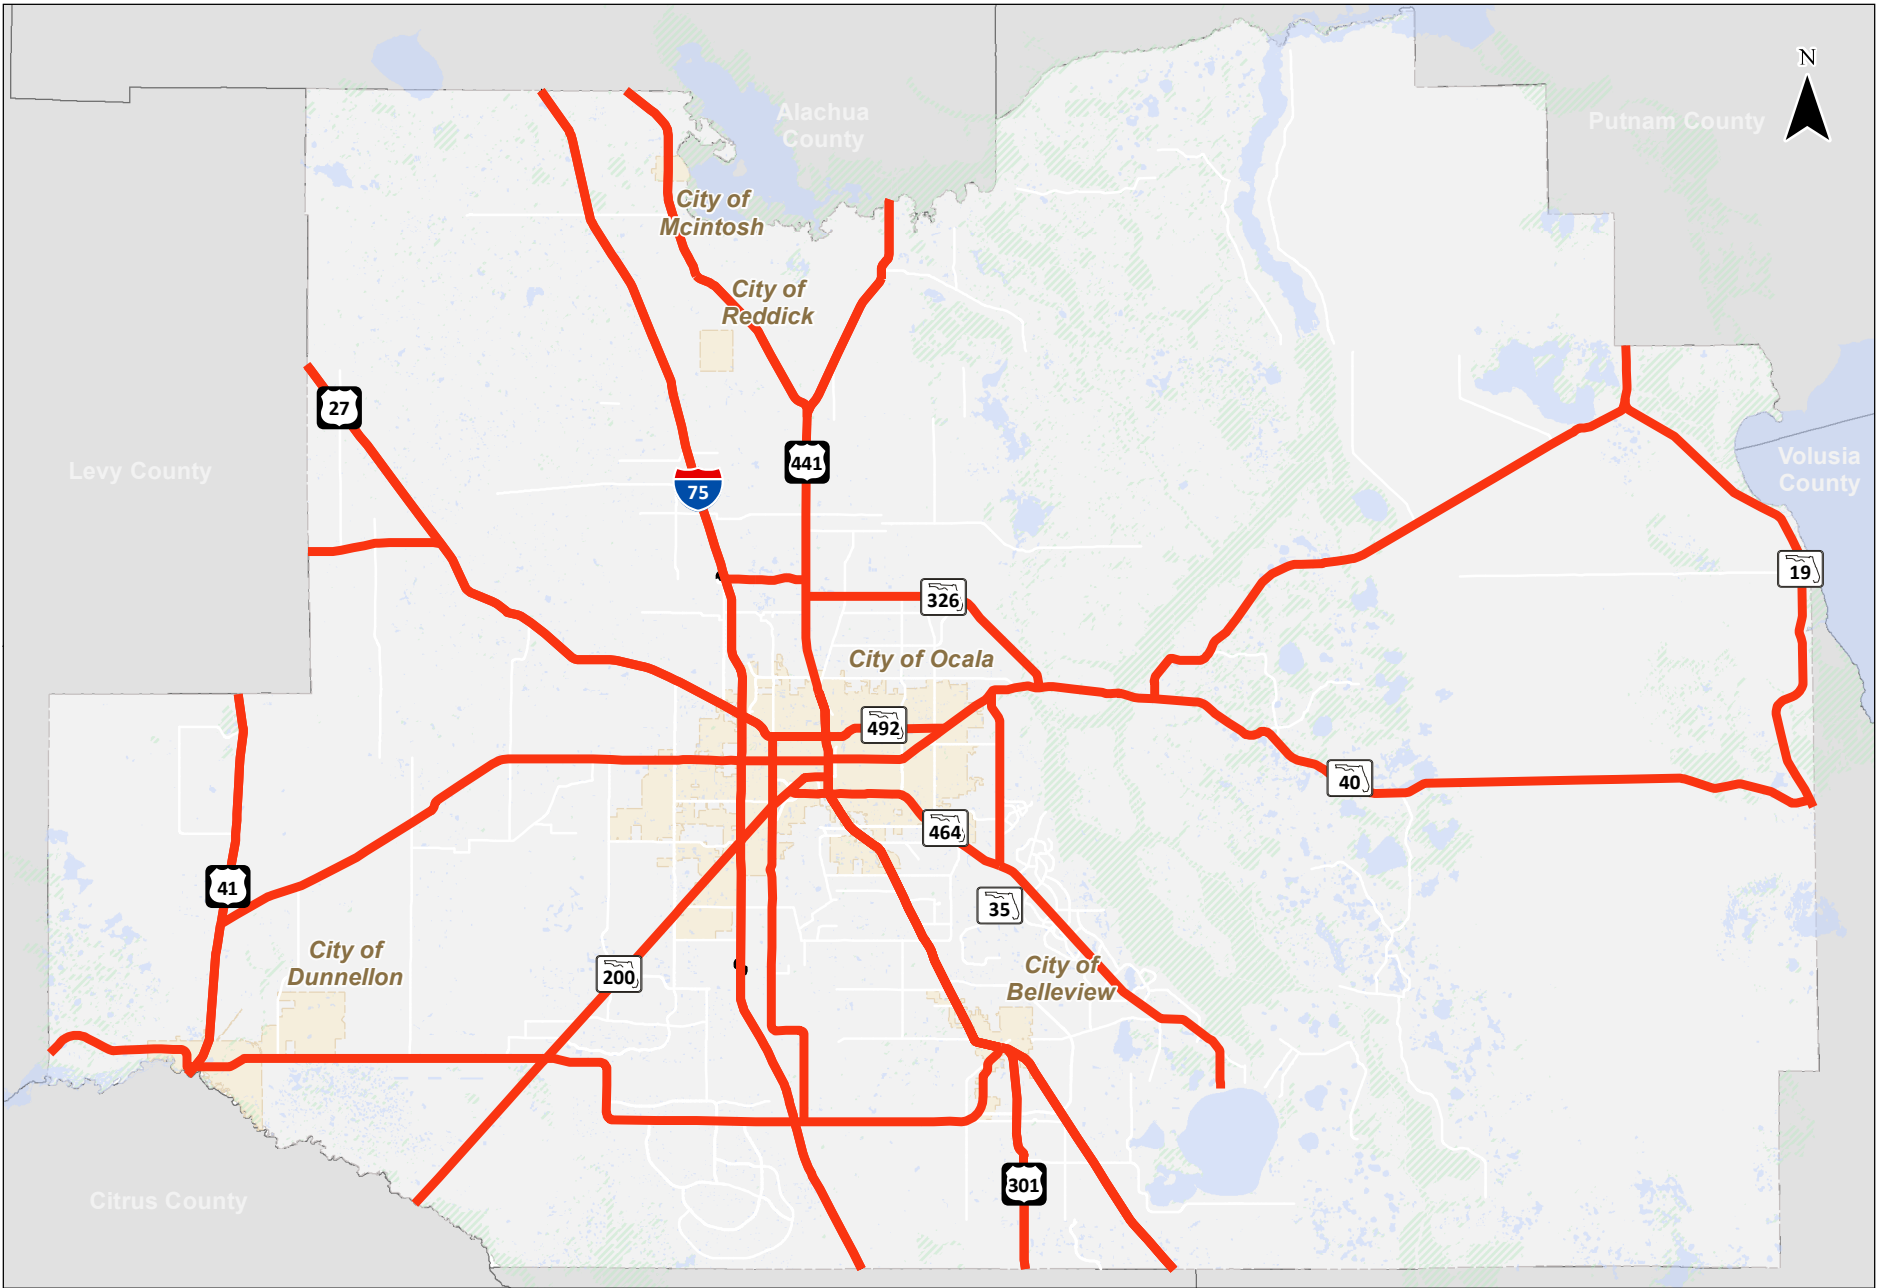 N
Alachua
County
Putnam County
City of
Mcintosh
City of
Reddick
27
441
Levy County
Volusia
County
75
19
326
City of Ocala
492
40
464
41
35
City of
Dunnellon
200
City of
Belleview
301
Citrus County